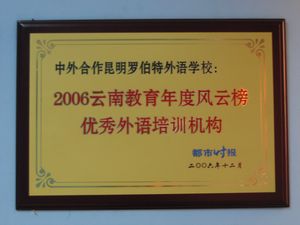 中外合作昆明罗伯特外语学校：
2006云南教育年度风云榜
优秀外语培训机构
都市时报
二〇〇六年十二月